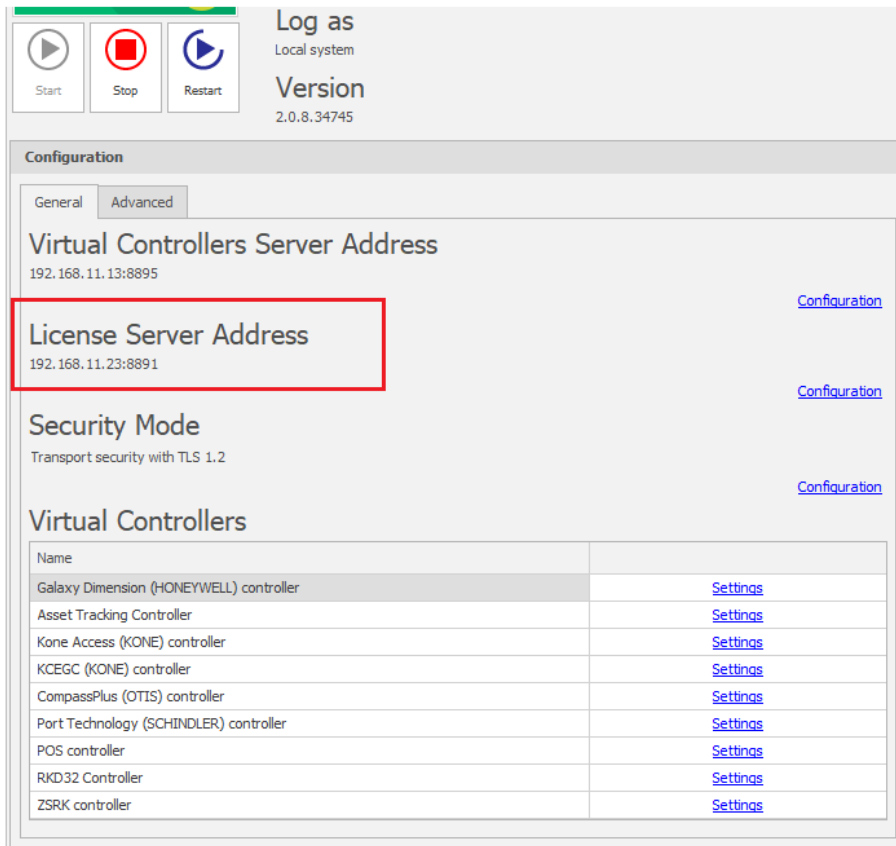 Log as
Local system
Start Stop Restart
Version
2.0.8.34745
Configuration
General Advanced
Virtual Controllers Server Address
192.168.11.13:8895
Configuration
License Server Address
192.168.11.23:8891
Configuration
Security Mode
Transport security with TLS 1.2
Configuration
Virtual Controllers
Name
Galaxy Dimension (HONEYWELL) controller Settings
Asset Tracking Controller Settings
Kone Access (KONE) controller Settings
KCEGC (KONE) controller Settings
CompassPlus (OTIS) controller Settings
Port Technology (SCHINDLER) controller Settings
POS controller Settings
RKD32 Controller Settings
ZSRK controller Settings